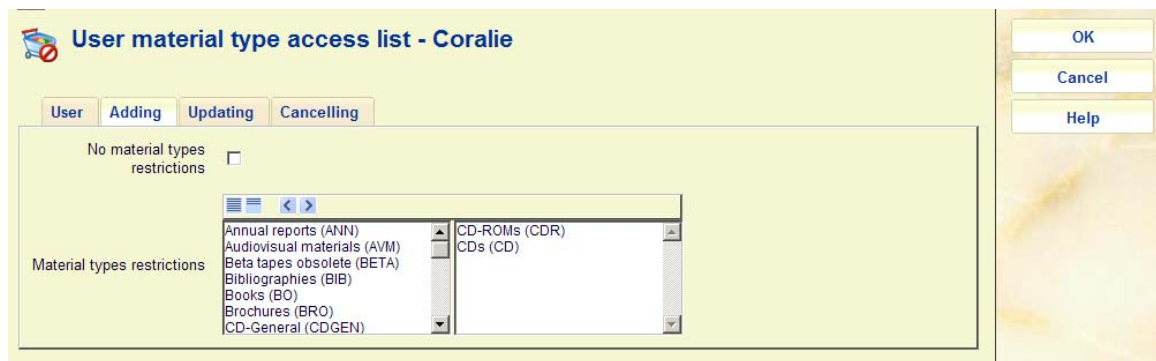 User material type access list - Coralie
OK
Cancel
Help
User Adding Updating Cancelling
No material types
restrictions
Material types restrictions
Annual reports (ANN)
Audiovisual materials (AVM)
Beta tapes obsolete (BETA)
Bibliographies (BIB)
Books (BO)
Brochures (BRO)
CD-General (CDGEN)
CD-ROMs (CDR)
CDs (CD)